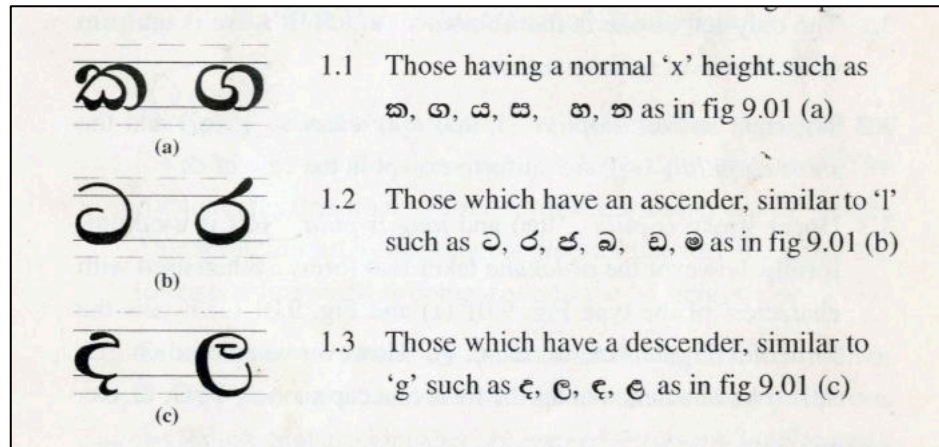 ක ග
(a)
1.1 Those having a normal ‘x’ height.such as
ක, ග, ය, ස, හ, ත as in fig 9.01 (a)
ට ර
(b)
1.2 Those which have an ascender, similar to ‘l’
such as ට, ර, ජ, බ, ඩ, ම as in fig 9.01 (b)
ද ල
(c)
1.3 Those which have a descender, similar to
‘g’ such as ද, ල, ඳ, ළ as in fig 9.01 (c)